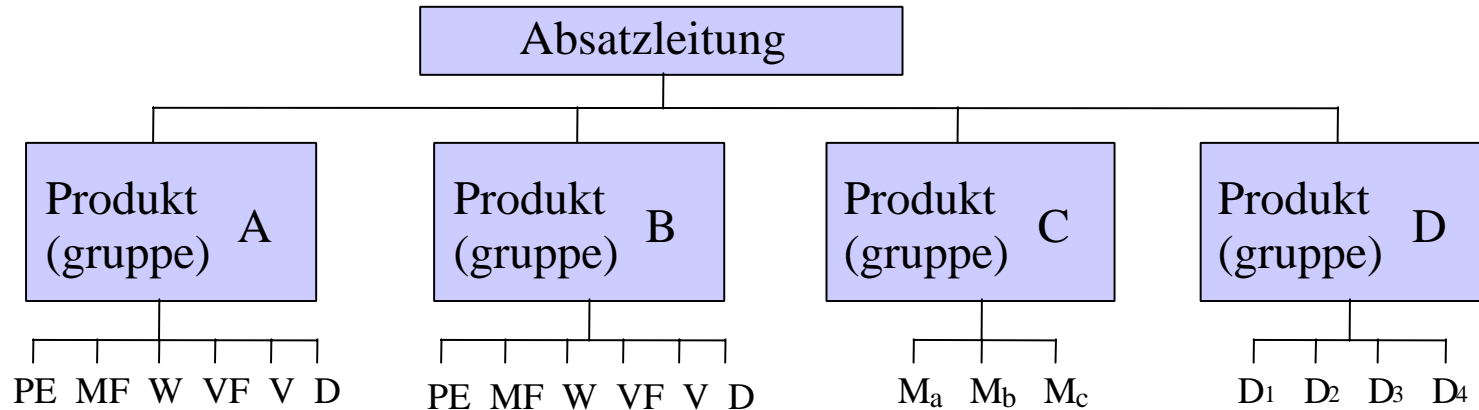 Absatzleitung
Produkt
(gruppe) A
Produkt
(gruppe) B
Produkt
(gruppe) C
Produkt
(gruppe) D
PE MF W VF V D
PE MF W VF V D
Ma Mb Mc
D1 D2 D3 D4